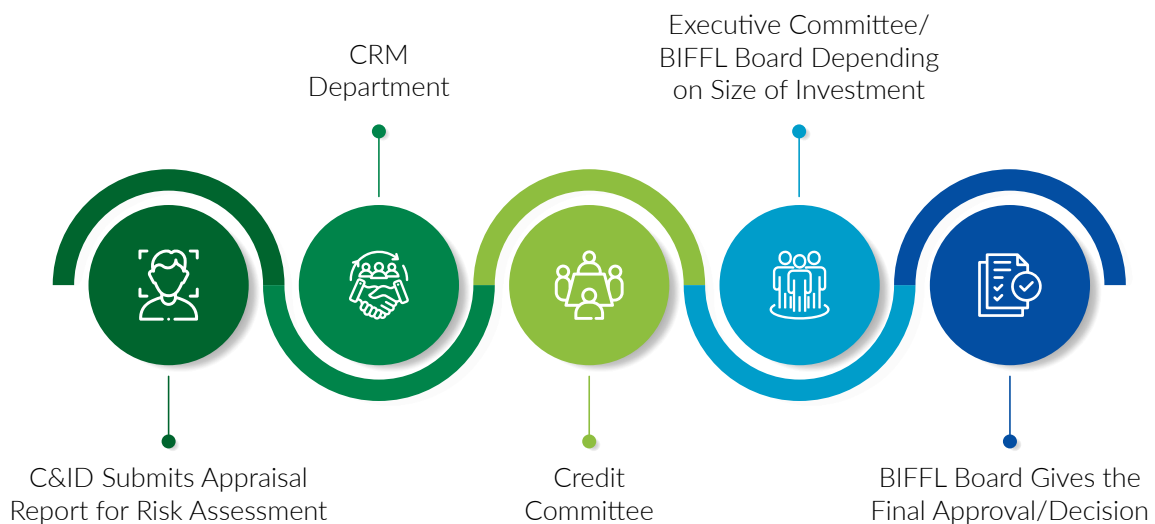 C&ID Submits Appraisal
Report for Risk Assessment
CRM
Department
Credit
Committee
Executive Committee/
BIFFL Board Depending
on Size of Investment
BIFFL Board Gives the
Final Approval/Decision